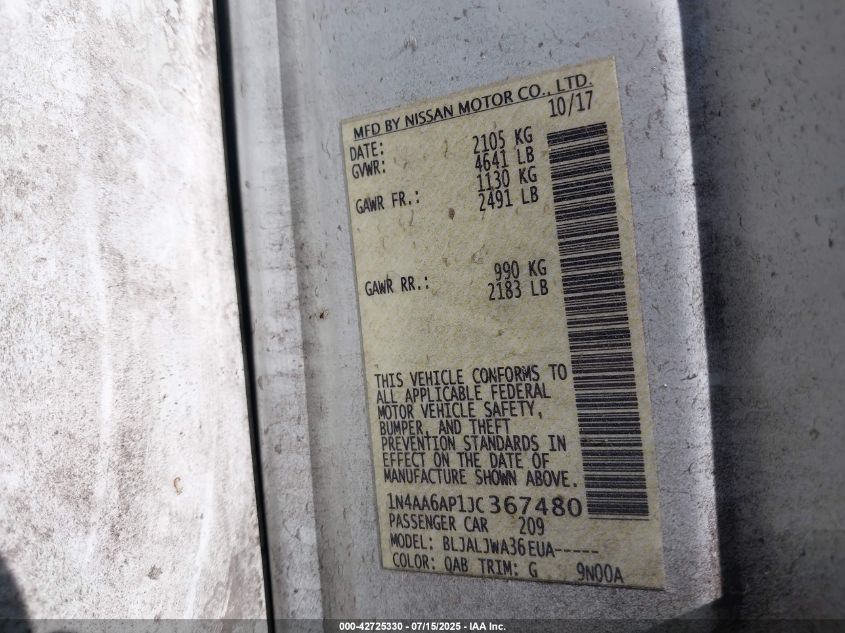 MFD BY NISSAN MOTOR CO., LTD.
DATE: 10/17
GVWR: 2105 KG
4641 LB
GAWR FR.: 1130 KG
2491 LB
GAWR RR.: 990 KG
2183 LB
THIS VEHICLE CONFORMS TO
ALL APPLICABLE FEDERAL
MOTOR VEHICLE SAFETY,
BUMPER, AND THEFT
PREVENTION STANDARDS IN
EFFECT ON THE DATE OF
MANUFACTURE SHOWN ABOVE.
1N4AA6AP1JC367480
PASSENGER CAR 209
MODEL: BLJALJWA36EUA------
COLOR: QAB TRIM: G 9N00A
000-42725330 - 07/15/2025 - IAA Inc.